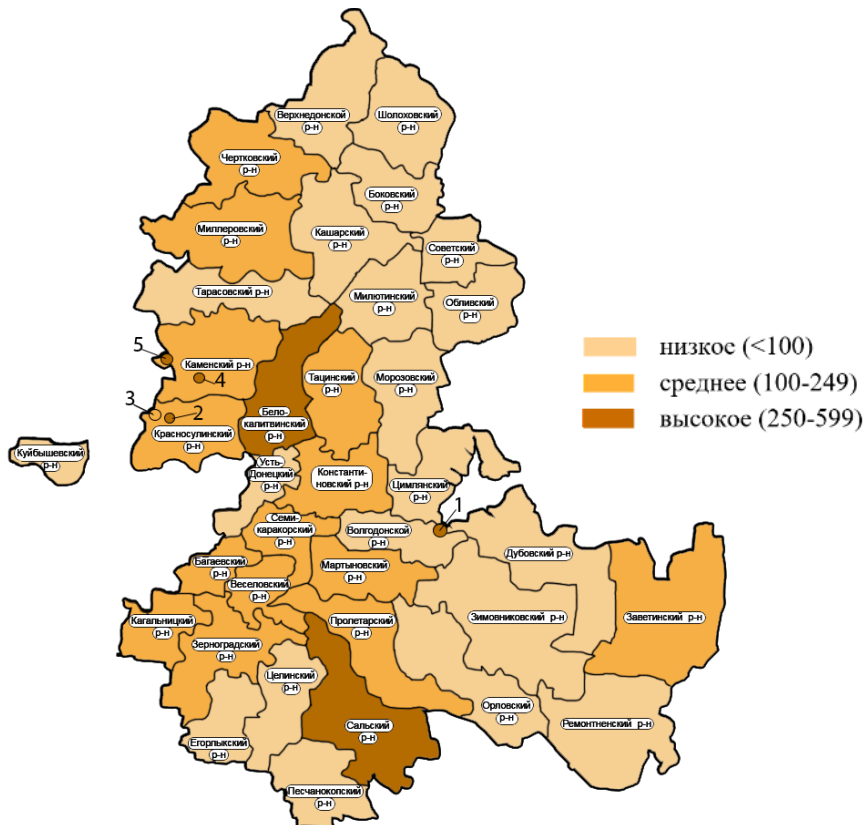 Верхнедонской
р-н
Шолоховский
р-н
Чертковский
р-н
Боковский
р-н
Миллеровский
р-н
Кашарский
р-н
Советский
р-н
Тарасовский р-н
Милютинский
р-н
Обливский
р-н
5
Каменский р-н
4
Тацинский
р-н
Морозовский
р-н
3
2
Красносулинский
р-н
Бело-
калитвинский
р-н
Куйбышевский
р-н
Усть-
Донецкий
р-н
Константи-
новский р-н
Цимлянский
р-н
1
Семи-
каракорский
р-н
Волгодонской
р-н
Дубовский р-н
Багаевский
р-н
Веселовский
р-н
Мартыновский
р-н
Кагальницкий
р-н
Пролетарский
р-н
Зимовниковский р-н
Заветинский р-н
Зерноградский
р-н
Целинский
р-н
Орловский
р-н
Ремонтненский р-н
Сальский
р-н
Егорлыкский
р-н
Песчанокопский
р-н
низкое (<100)
среднее (100-249)
высокое (250-599)